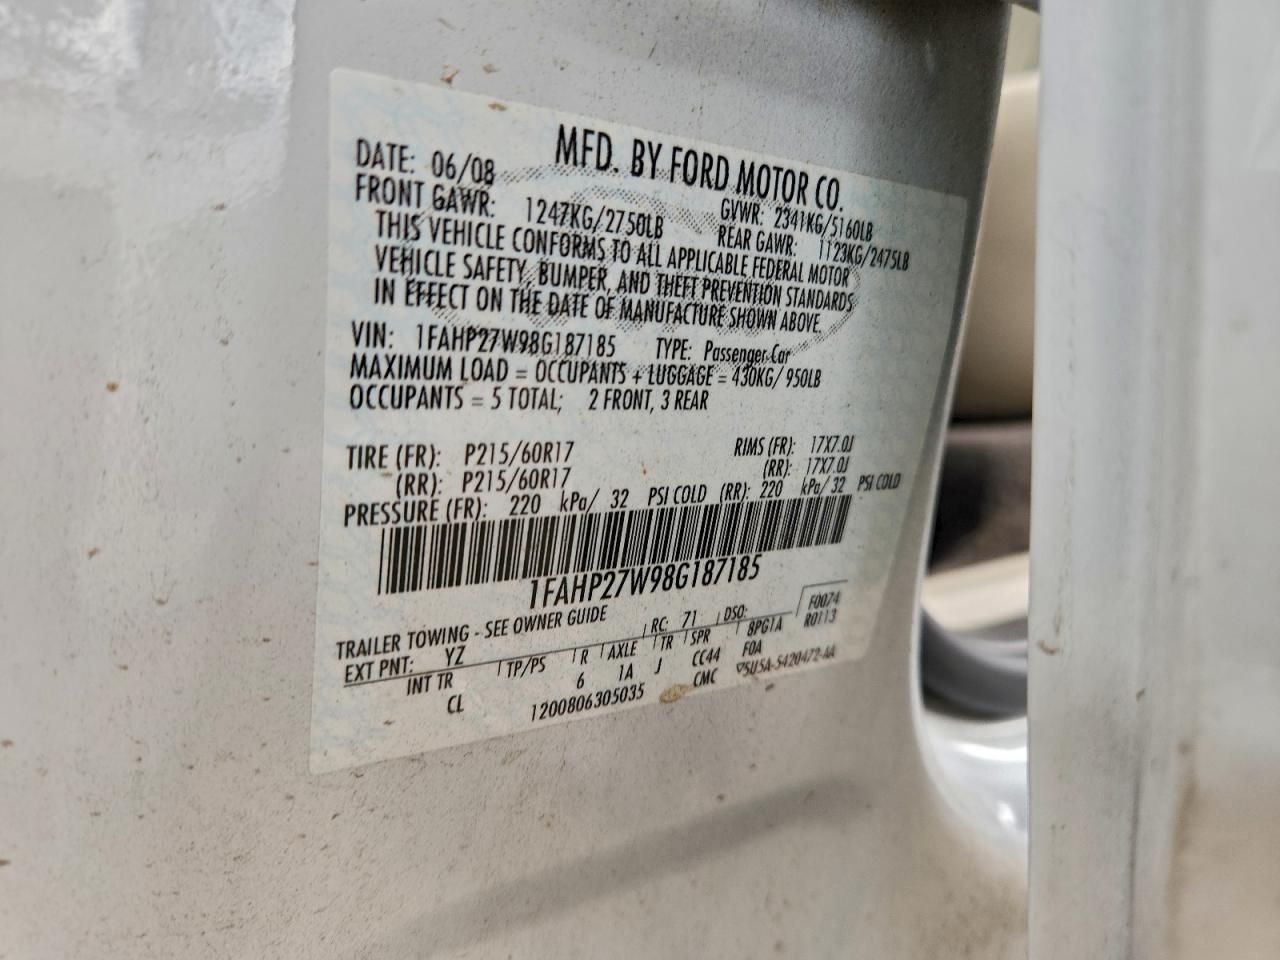 MFD. BY FORD MOTOR CO.
DATE: 06/08 GVWR: 2341KG/5160LB
FRONT GAWR: 1247KG/2750LB REAR GAWR: 1123KG/2475LB
THIS VEHICLE CONFORMS TO ALL APPLICABLE FEDERAL MOTOR
VEHICLE SAFETY, BUMPER, AND THEFT PREVENTION STANDARDS
IN EFFECT ON THE DATE OF MANUFACTURE SHOWN ABOVE.
VIN: 1FAHP27W98G187185 TYPE: Passenger Car
MAXIMUM LOAD = OCCUPANTS + LUGGAGE = 430KG/ 950LB
OCCUPANTS = 5 TOTAL; 2 FRONT, 3 REAR
TIRE (FR): P215/60R17 RIMS (FR): 17X7.0J
(RR): P215/60R17 (RR): 17X7.0J
PRESSURE (FR): 220 kPa/ 32 PSI COLD (RR): 220 kPa/ 32 PSI COLD
1FAHP27W98G187185
TRAILER TOWING - SEE OWNER GUIDE F0074
EXT PNT: YZ RC: 71 DSO: R0113
INT TR TP/PS R AXLE TR SPR 8PG1A
CL 6 1A J CC44 FOA
1200806305035 CMC 5U5A-5420472-AA